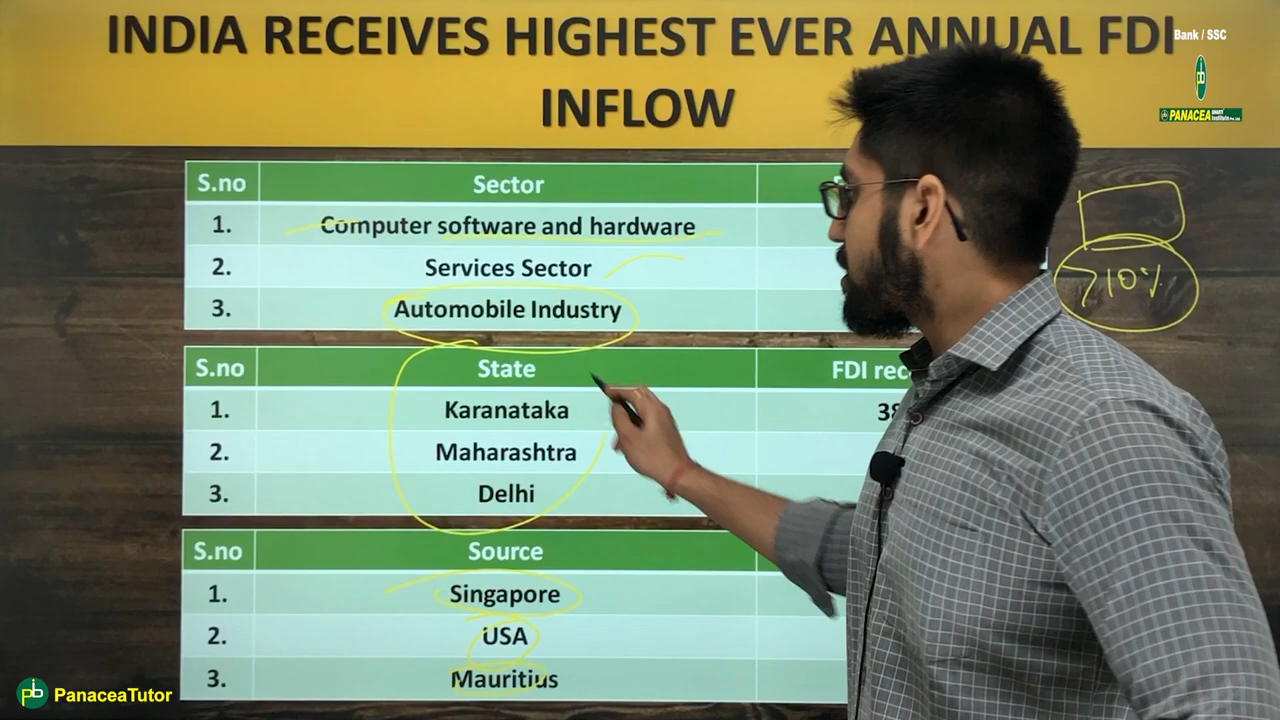 INDIA RECEIVES HIGHEST EVER ANNUAL FDI
INFLOW
Bank / SSC
PANACEA
S.no Sector
1. Computer software and hardware
2. Services Sector
3. Automobile Industry
>10%
S.no State FDI rec
1. Karanataka 38
2. Maharashtra
3. Delhi
S.no Source
1. Singapore
2. USA
3. Mauritius
PanaceaTutor